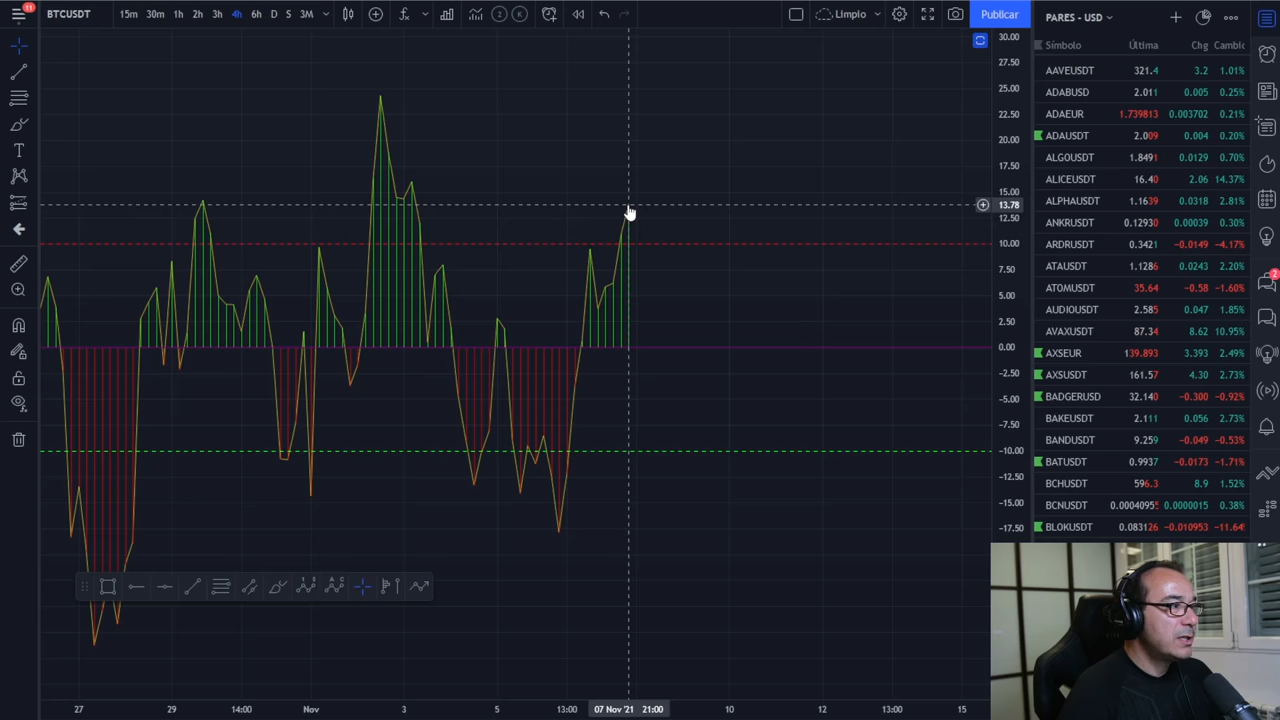 11
BTCUSDT 15m 30m 1h 2h 3h 4h 6h D S 3M 2 K Limpio Publicar
PARES - USD
Símbolo Última Chg Cambic
AAVEUSDT 321.4 3.2 1.01%
ADABUSD 2.011 0.005 0.25%
ADAEUR 1.739813 0.003702 0.21%
ADAUSDT 2.009 0.004 0.20%
ALGOUSDT 1.8491 0.0129 0.70%
ALICEUSDT 16.40 2.06 14.37%
ALPHAUSDT 1.1639 0.0318 2.81%
ANKRUSDT 0.12930 0.00039 0.30%
ARDRUSDT 0.3421 −0.0149 −4.17%
ATAUSDT 1.1286 0.0243 2.20%
ATOMUSDT 35.64 −0.58 −1.60%
AUDIOUSDT 2.585 0.047 1.85%
AVAXUSDT 87.34 8.62 10.95%
AXSEUR 139.893 3.393 2.49%
AXSUSDT 161.57 4.30 2.73%
BADGERUSD 32.140 −0.300 −0.92%
BAKEUSDT 2.111 0.056 2.73%
BANDUSDT 9.259 −0.049 −0.53%
BATUSDT 0.9937 −0.0173 −1.71%
BCHUSDT 596.3 8.9 1.52%
BCNUSDT 0.0004095 0.0000015 0.38%
BLOKUSDT 0.083126 −0.010953 −11.64
2
30.00
27.50
25.00
22.50
20.00
17.50
15.00
13.78
12.50
10.00
7.50
5.00
2.50
0.00
−2.50
−5.00
−7.50
−10.00
−12.50
−15.00
−17.50
27 29 14:00 Nov 3 5 13:00 07 Nov '21 21:00 10 12 13:00 15